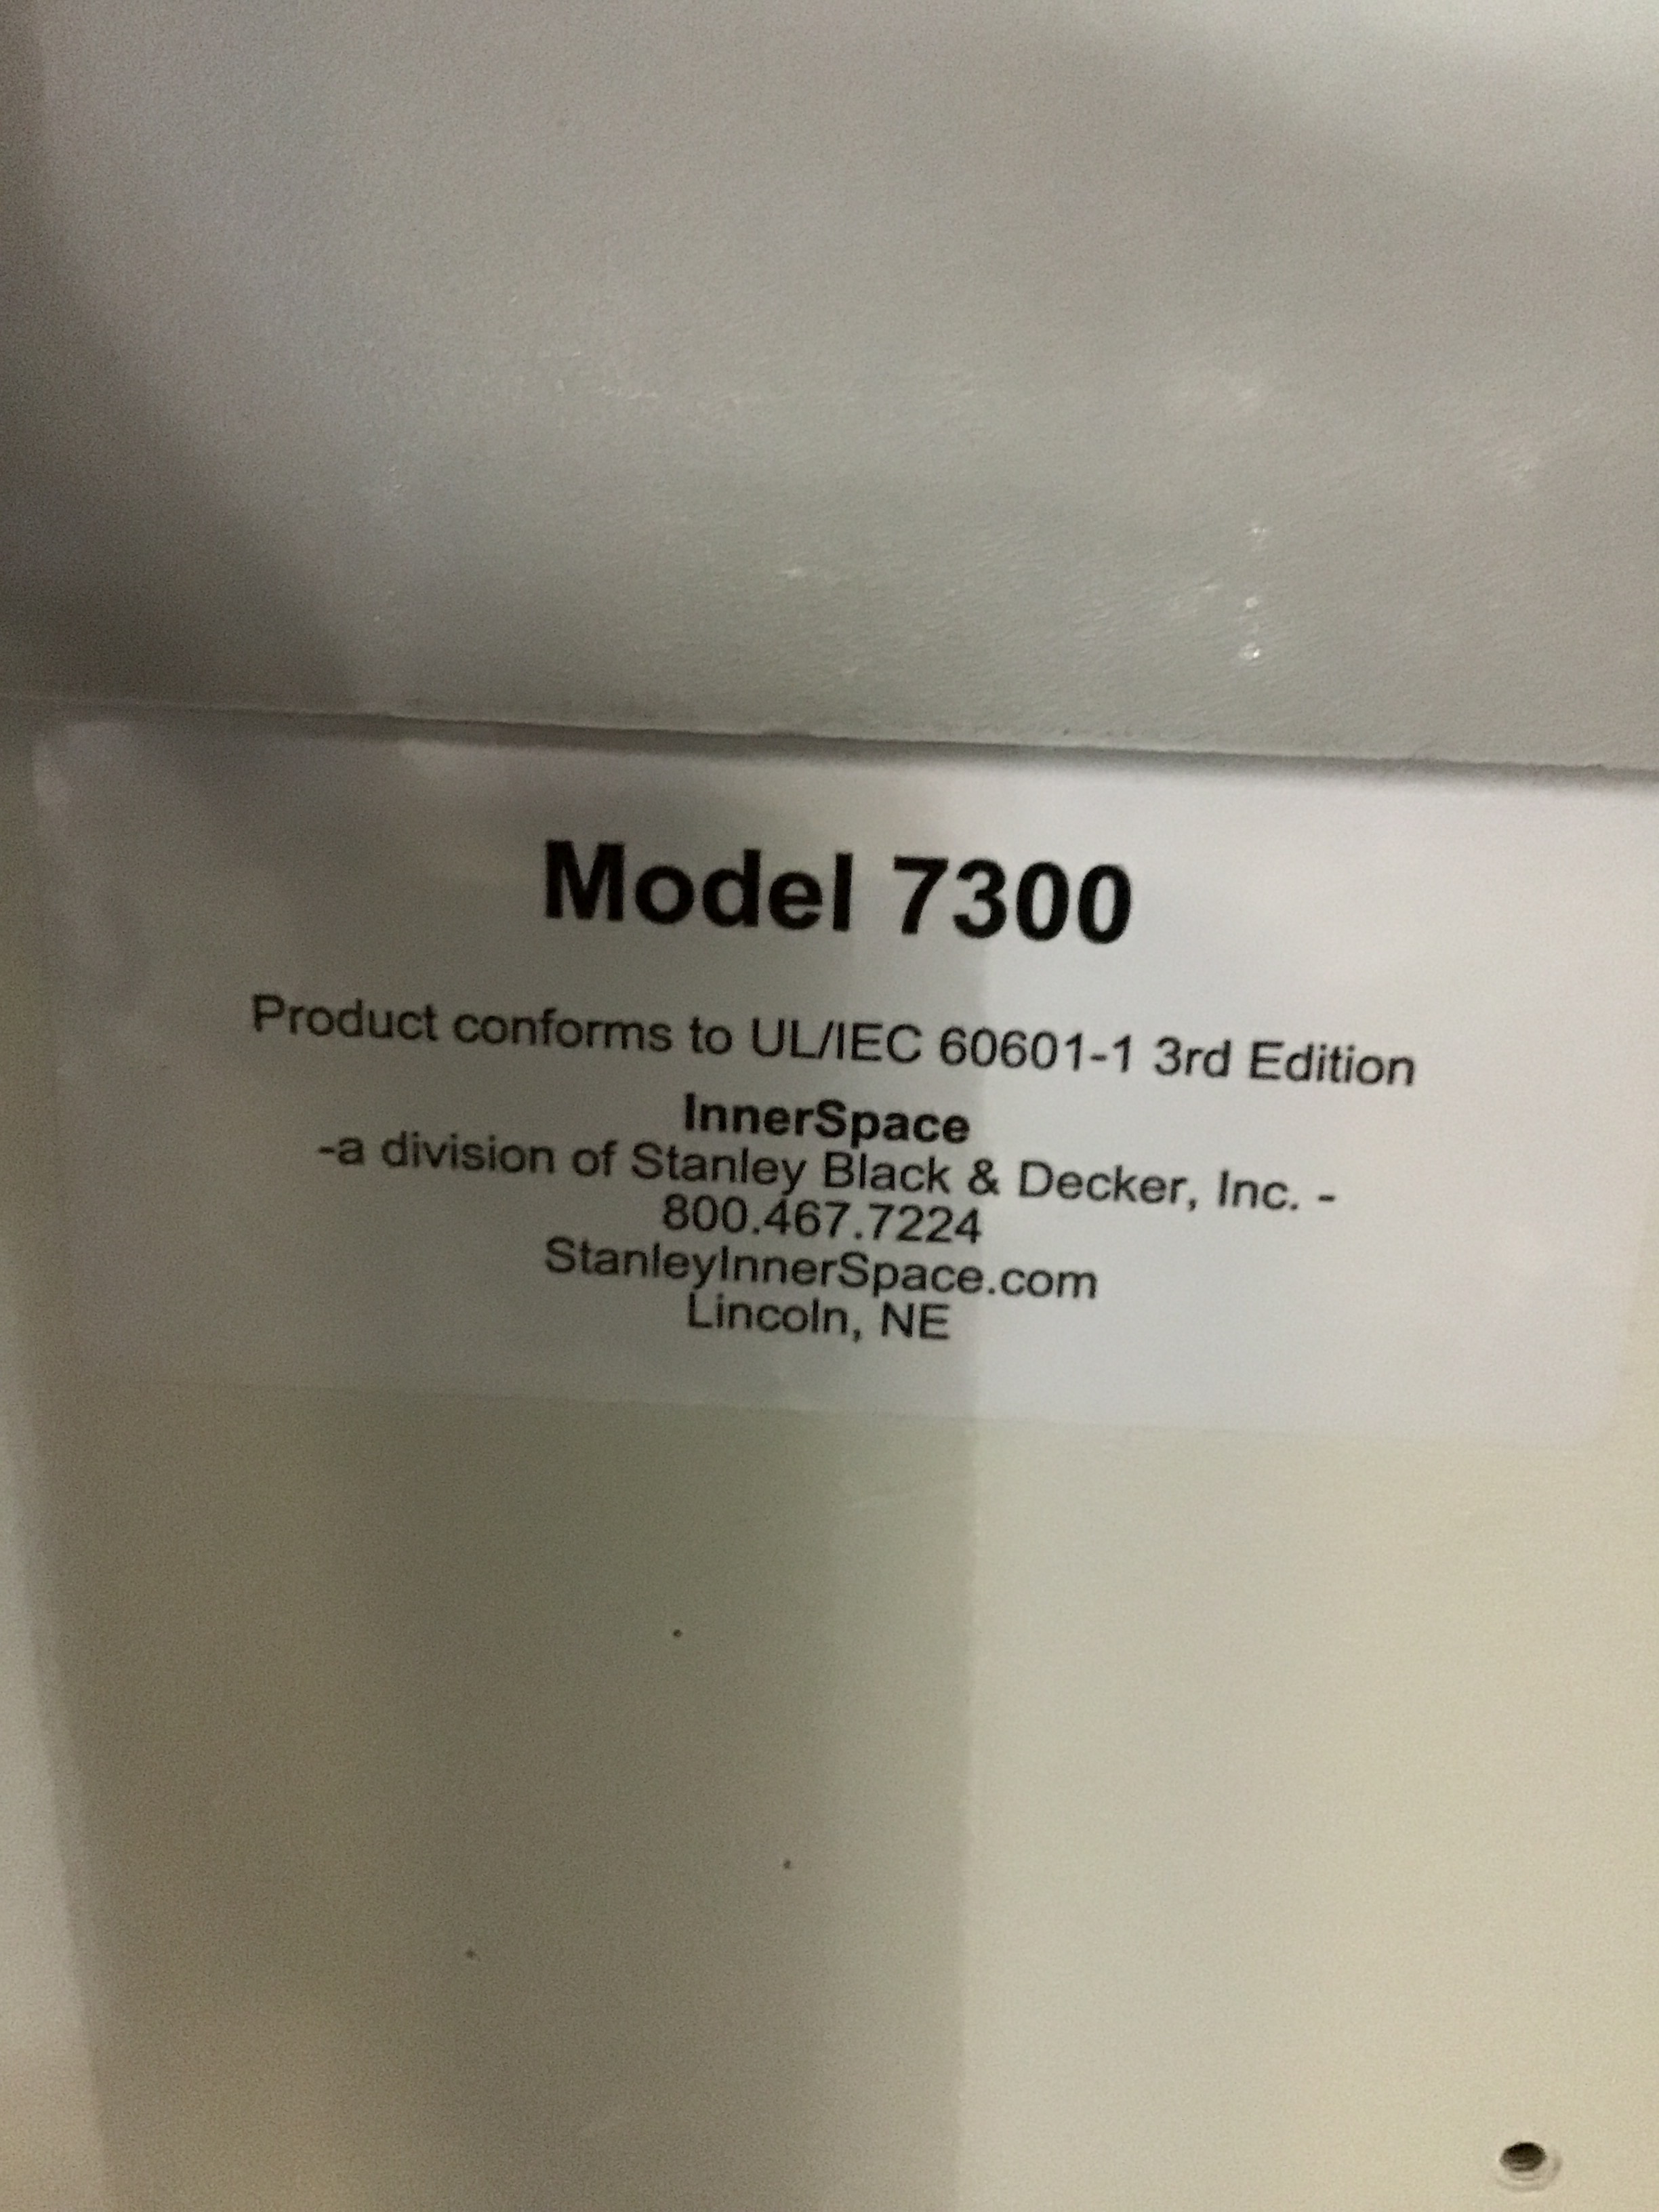 Model 7300
Product conforms to UL/IEC 60601-1 3rd Edition
InnerSpace
-a division of Stanley Black & Decker, Inc. -
800.467.7224
StanleyInnerSpace.com
Lincoln, NE